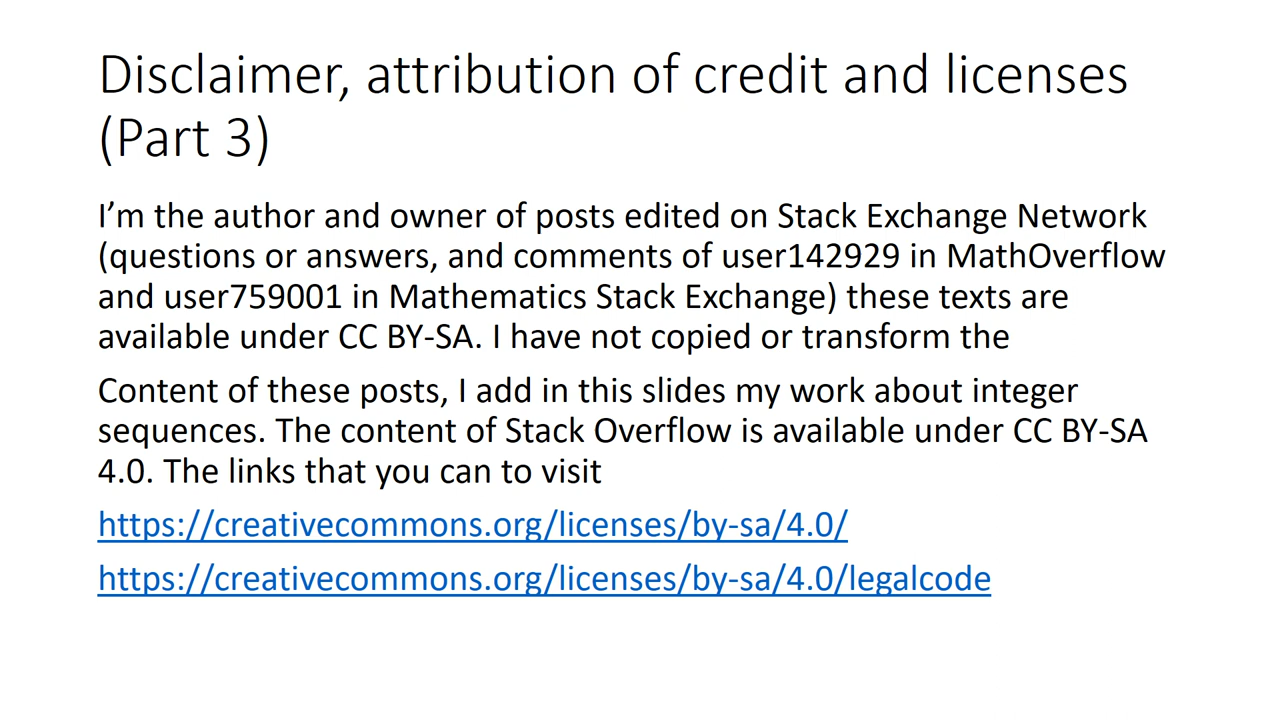 Disclaimer, attribution of credit and licenses
(Part 3)
I’m the author and owner of posts edited on Stack Exchange Network
(questions or answers, and comments of user142929 in MathOverflow
and user759001 in Mathematics Stack Exchange) these texts are
available under CC BY-SA. I have not copied or transform the
Content of these posts, I add in this slides my work about integer
sequences. The content of Stack Overflow is available under CC BY-SA
4.0. The links that you can to visit
https://creativecommons.org/licenses/by-sa/4.0/
https://creativecommons.org/licenses/by-sa/4.0/legalcode